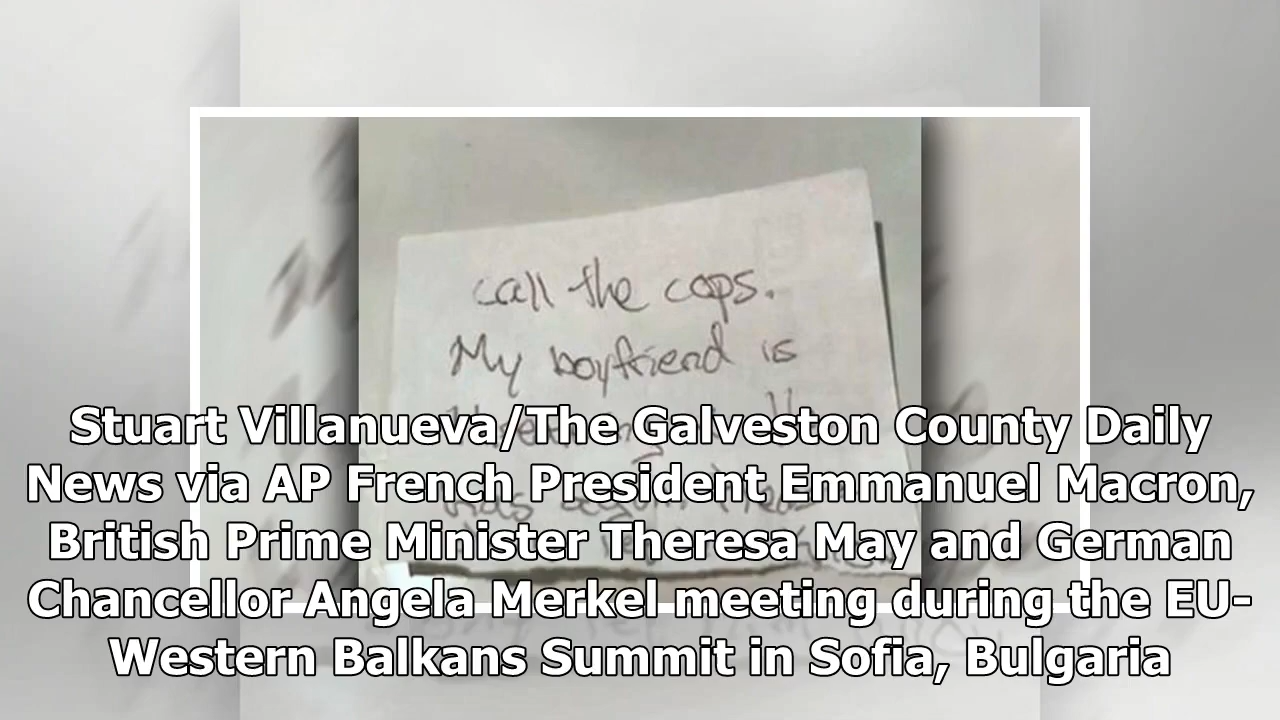 call the cops.
My boyfriend is
Stuart Villanueva/The Galveston County Daily
News via AP French President Emmanuel Macron,
British Prime Minister Theresa May and German
Chancellor Angela Merkel meeting during the EU-
Western Balkans Summit in Sofia, Bulgaria